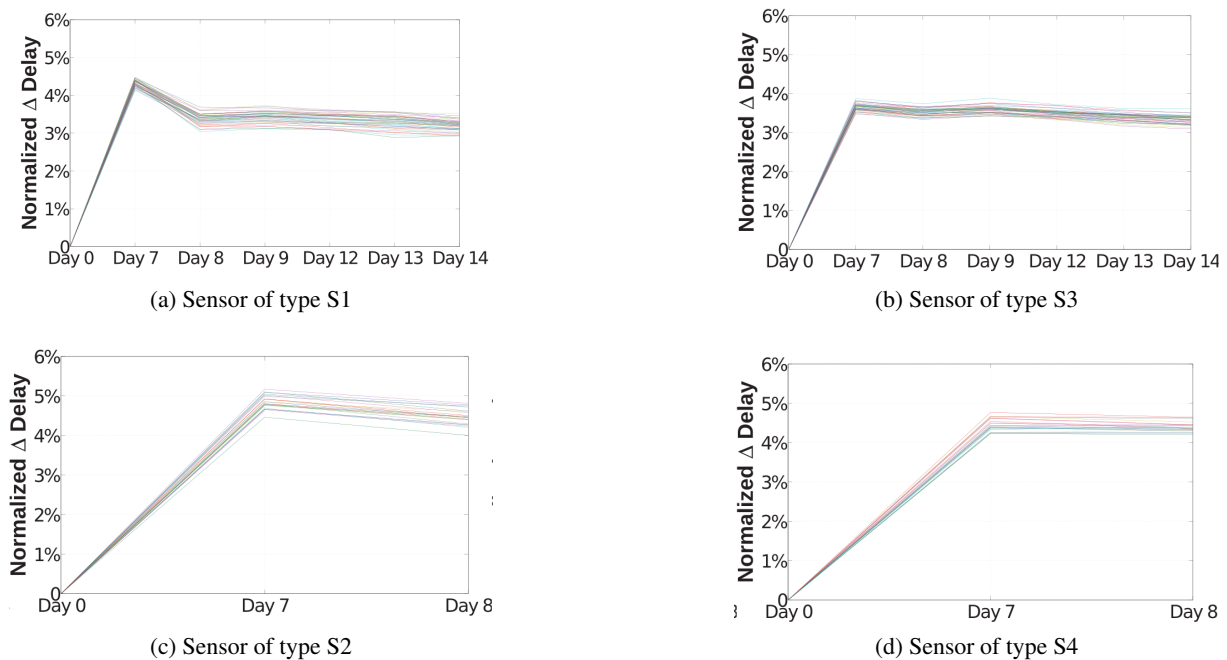 6%
5%
4%
3%
2%
1%
0
Normalized Δ Delay
Day 0 Day 7 Day 8 Day 9 Day 12 Day 13 Day 14
(a) Sensor of type S1
6%
5%
4%
3%
2%
1%
0
Normalized Δ Delay
Day 0 Day 7 Day 8 Day 9 Day 12 Day 13 Day 14
(b) Sensor of type S3
6%
5%
4%
3%
2%
1%
0
Normalized Δ Delay
Day 0 Day 7 Day 8
(c) Sensor of type S2
6%
5%
4%
3%
2%
1%
0
Normalized Δ Delay
Day 0 Day 7 Day 8
(d) Sensor of type S4